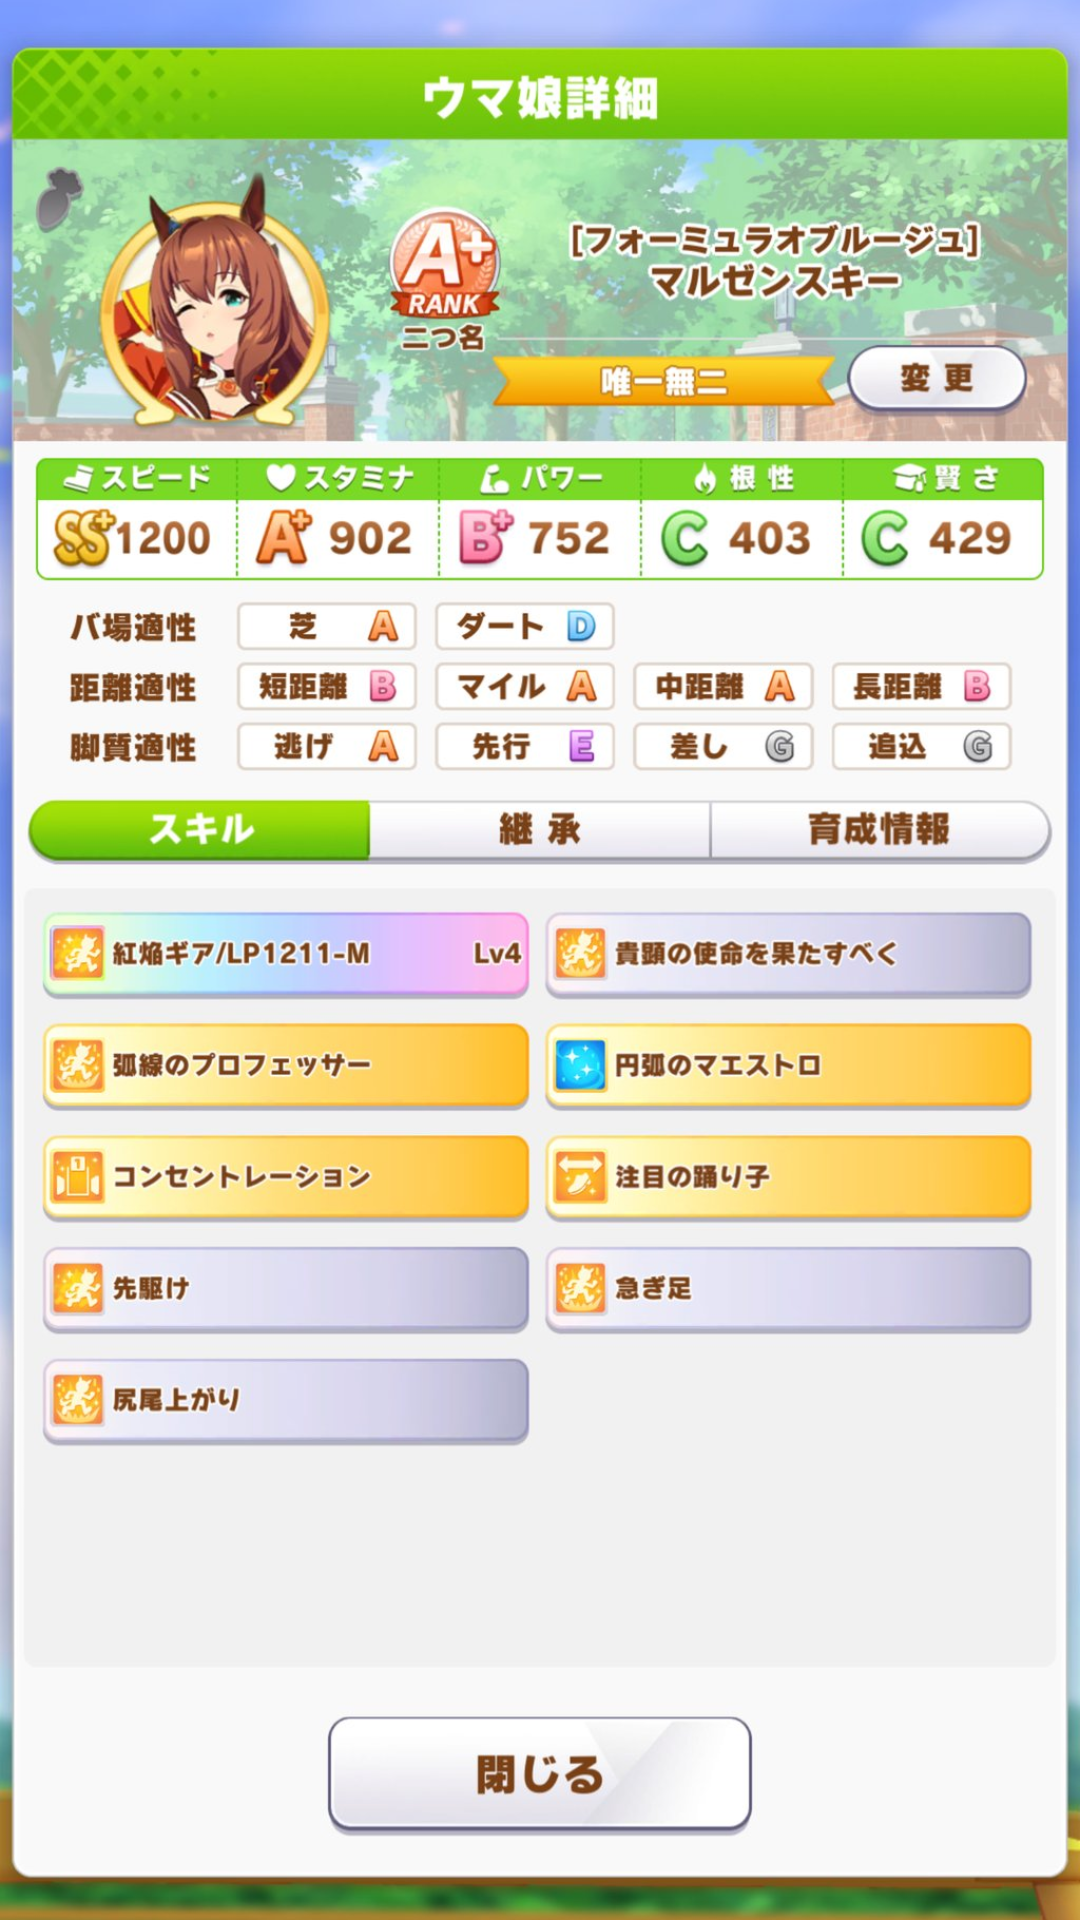 ウマ娘詳細
A+
RANK
二つ名
[フォーミュラオブルージュ]
マルゼンスキー
唯一無二
変更
スピード スタミナ パワー 根性 賢さ
SS+ 1200 A+ 902 B+ 752 C 403 C 429
バ場適性 芝 A ダート D
距離適性 短距離 B マイル A 中距離 A 長距離 B
脚質適性 逃げ A 先行 E 差し G 追込 G
スキル 継承 育成情報
紅焔ギア/LP1211-M Lv4 貴顕の使命を果たすべく
弧線のプロフェッサー 円弧のマエストロ
1 コンセントレーション 注目の踊り子
先駆け 急ぎ足
尻尾上がり
閉じる